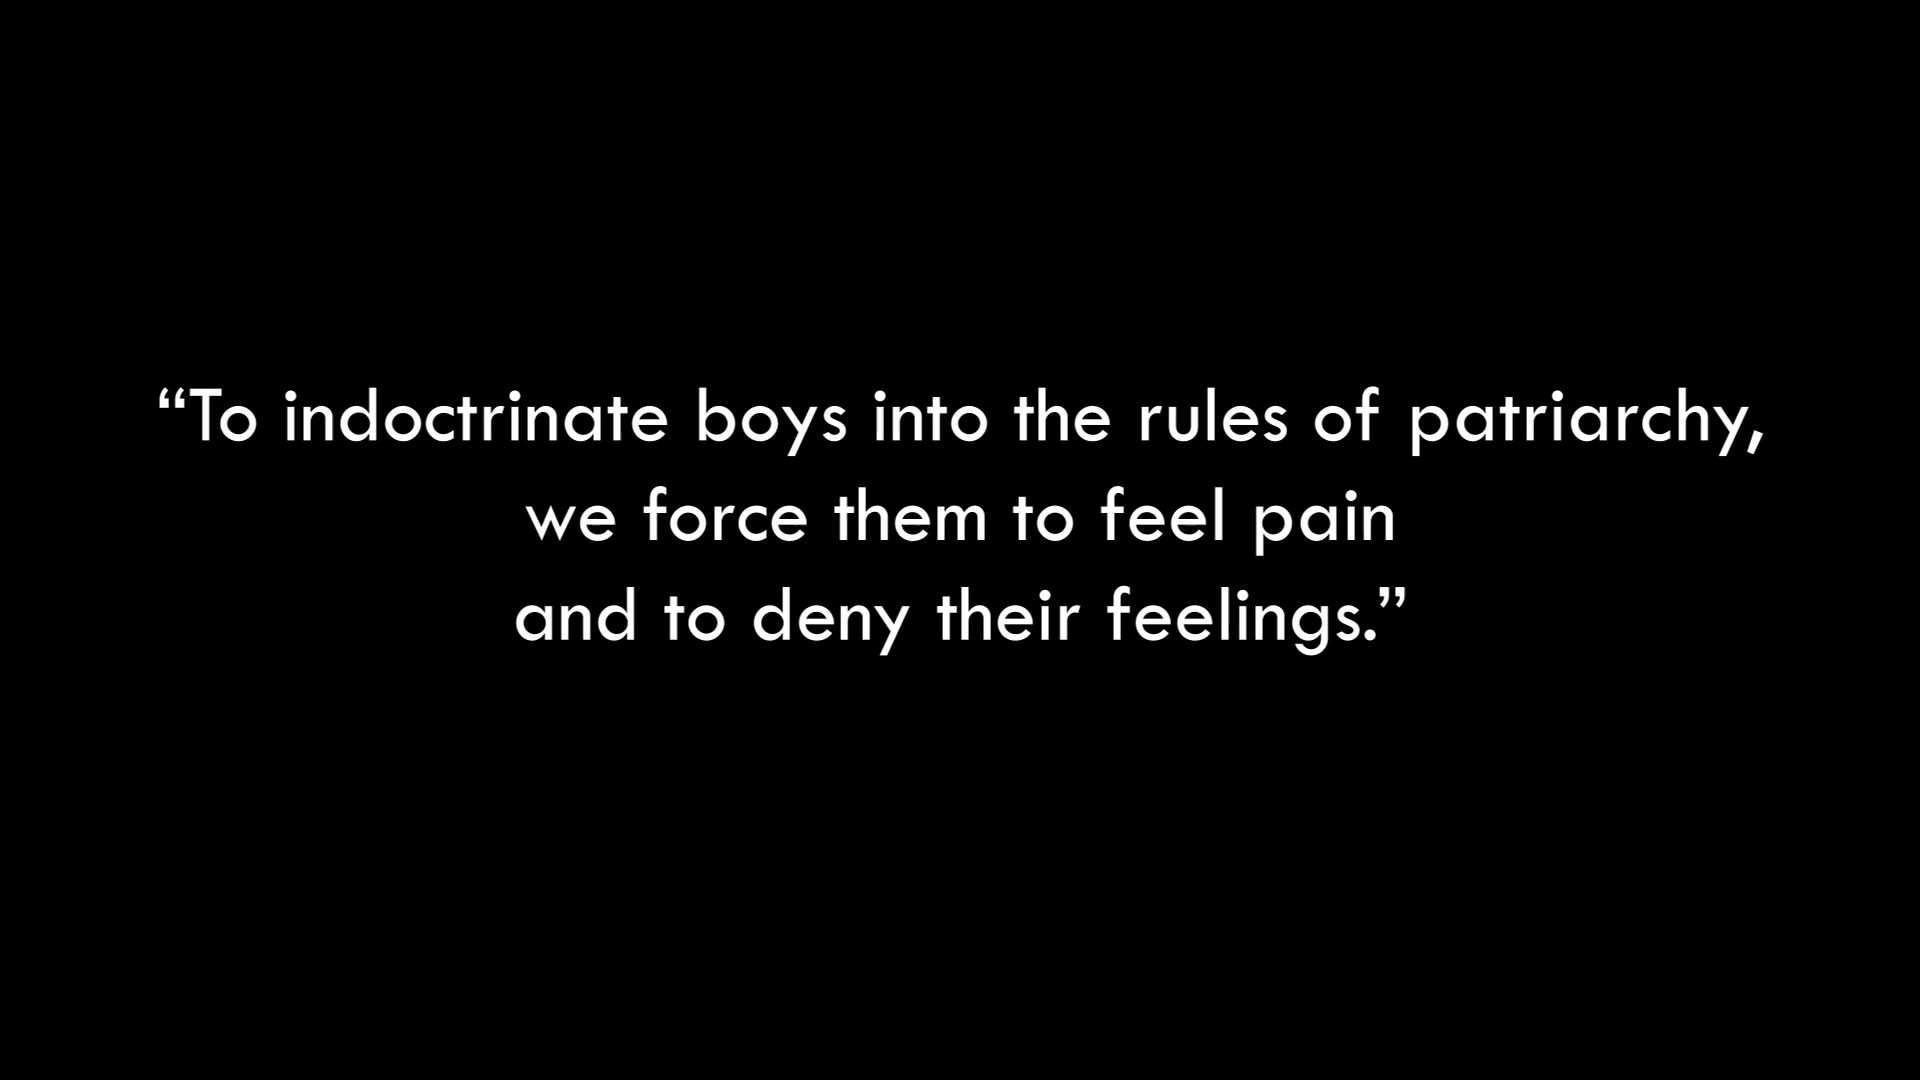 “To indoctrinate boys into the rules of patriarchy,
we force them to feel pain
and to deny their feelings.”